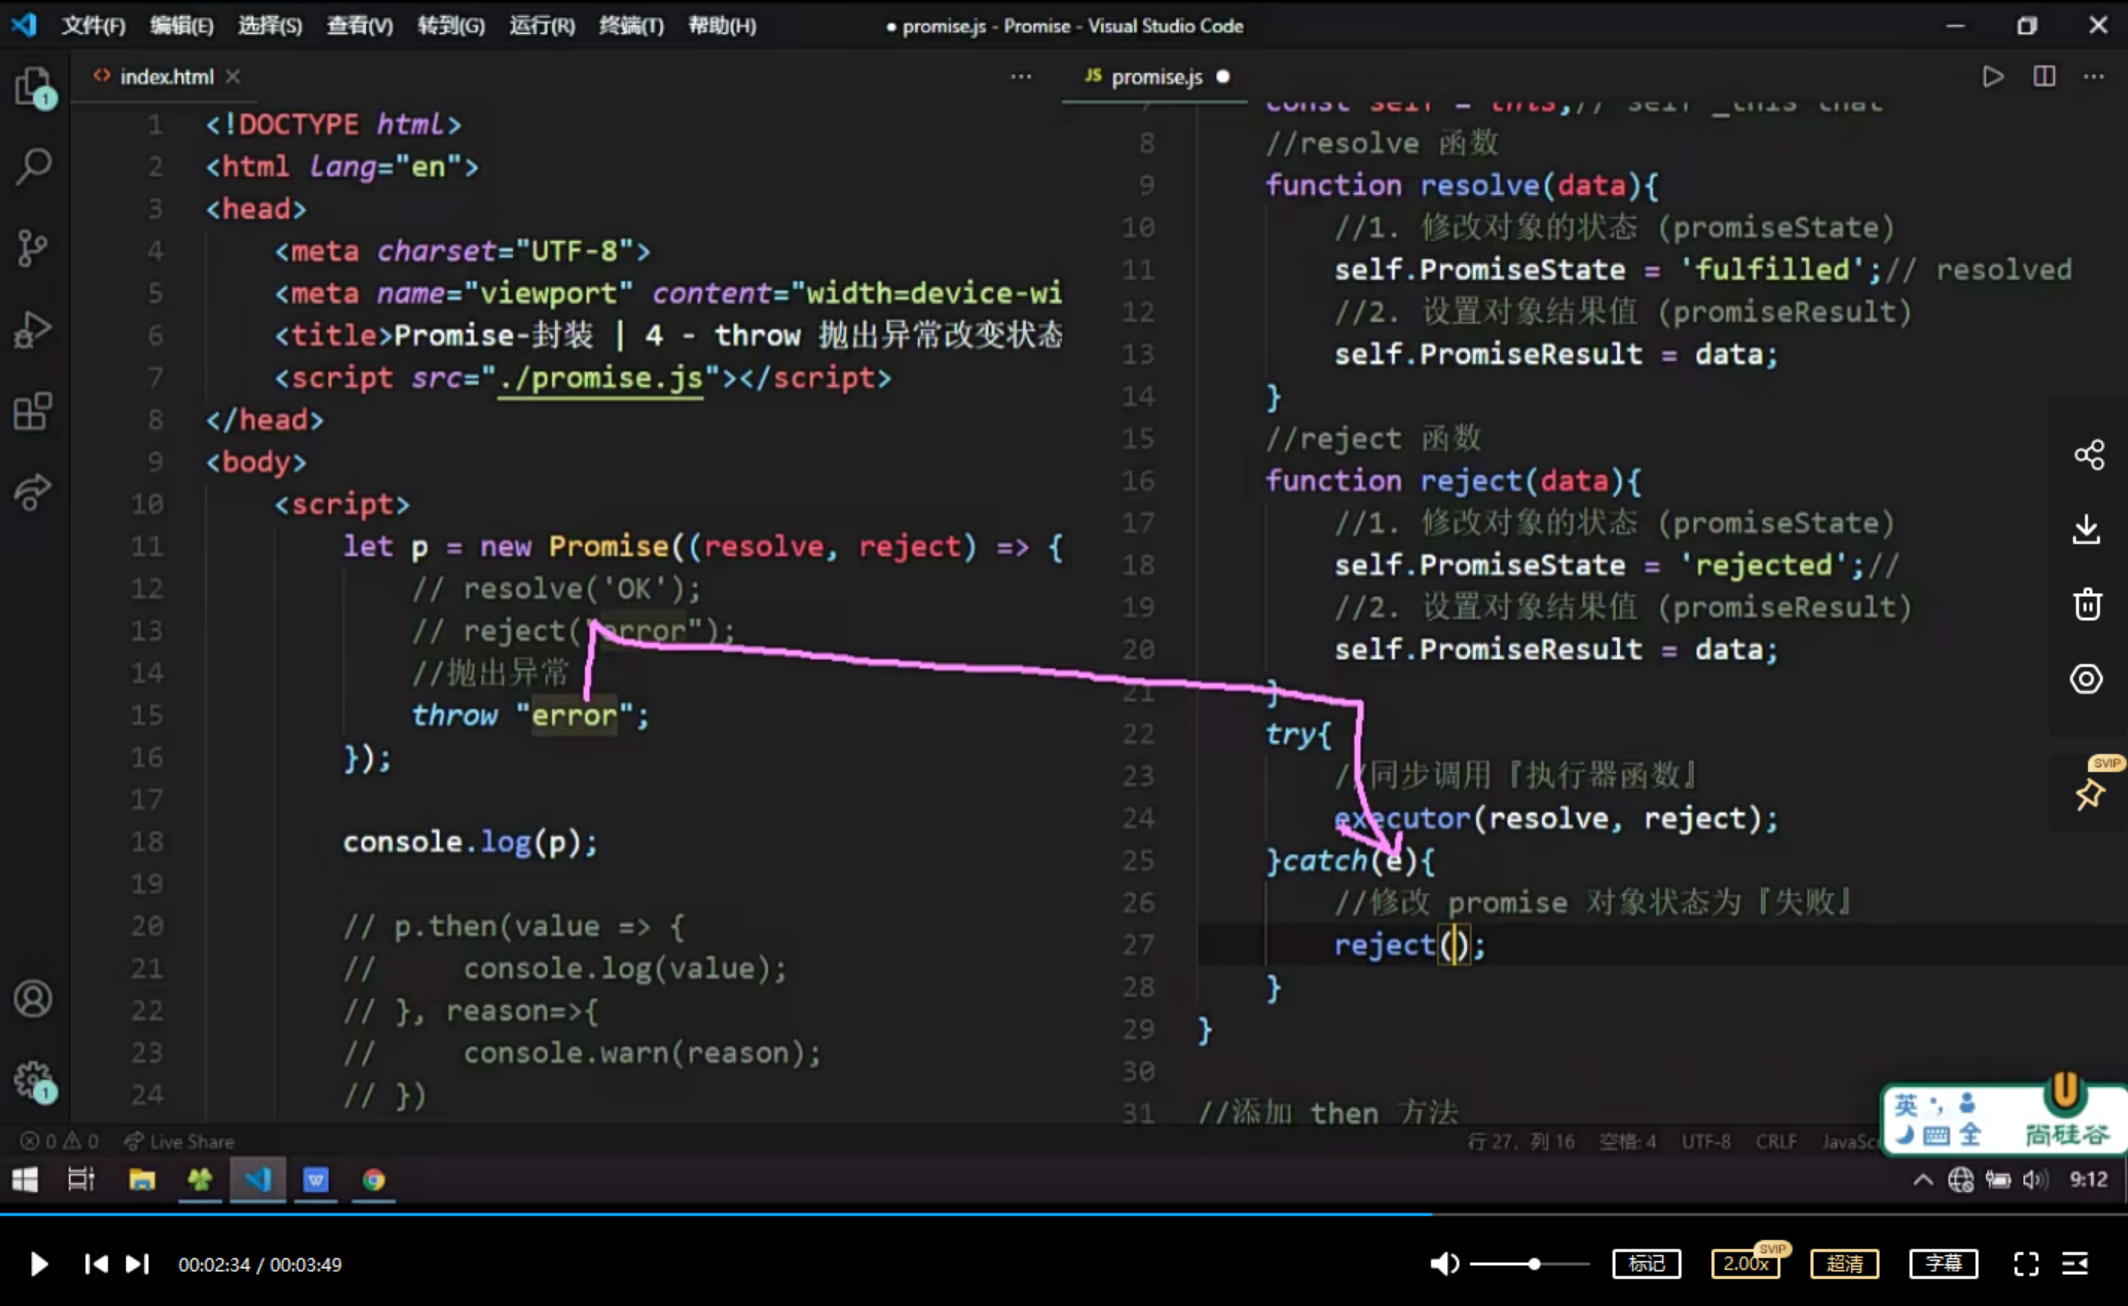 文件(F) 编辑(E) 选择(S) 查看(V) 转到(G) 运行(R) 终端(T) 帮助(H)
● promise.js - Promise - Visual Studio Code
<> index.html
1 <!DOCTYPE html>
2 <html lang="en">
3 <head>
4 <meta charset="UTF-8">
5 <meta name="viewport" content="width=device-wi
6 <title>Promise-封装 | 4 - throw 抛出异常改变状态
7 <script src="./promise.js"></script>
8 </head>
9 <body>
10 <script>
11 let p = new Promise((resolve, reject) => {
12 // resolve('OK');
13 // reject("error");
14 //抛出异常
15 throw "error";
16 });
17
18 console.log(p);
19
20 // p.then(value => {
21 // console.log(value);
22 // }, reason=>{
23 // console.warn(reason);
24 // })
JS promise.js ●
7 const self = this;// self _this that
8 //resolve 函数
9 function resolve(data){
10 //1. 修改对象的状态 (promiseState)
11 self.PromiseState = 'fulfilled';// resolved
12 //2. 设置对象结果值 (promiseResult)
13 self.PromiseResult = data;
14 }
15 //reject 函数
16 function reject(data){
17 //1. 修改对象的状态 (promiseState)
18 self.PromiseState = 'rejected';//
19 //2. 设置对象结果值 (promiseResult)
20 self.PromiseResult = data;
21 }
22 try{
23 //同步调用『执行器函数』
24 executor(resolve, reject);
25 }catch(e){
26 //修改 promise 对象状态为『失败』
27 reject();
28 }
29 }
30
31 //添加 then 方法
1
1
SVIP
0 0 Live Share
行 27，列 16 空格: 4 UTF-8 CRLF JavaSc
英 全
尚硅谷
9:12
00:02:34 / 00:03:49
标记 2.00x SVIP 超清 字幕